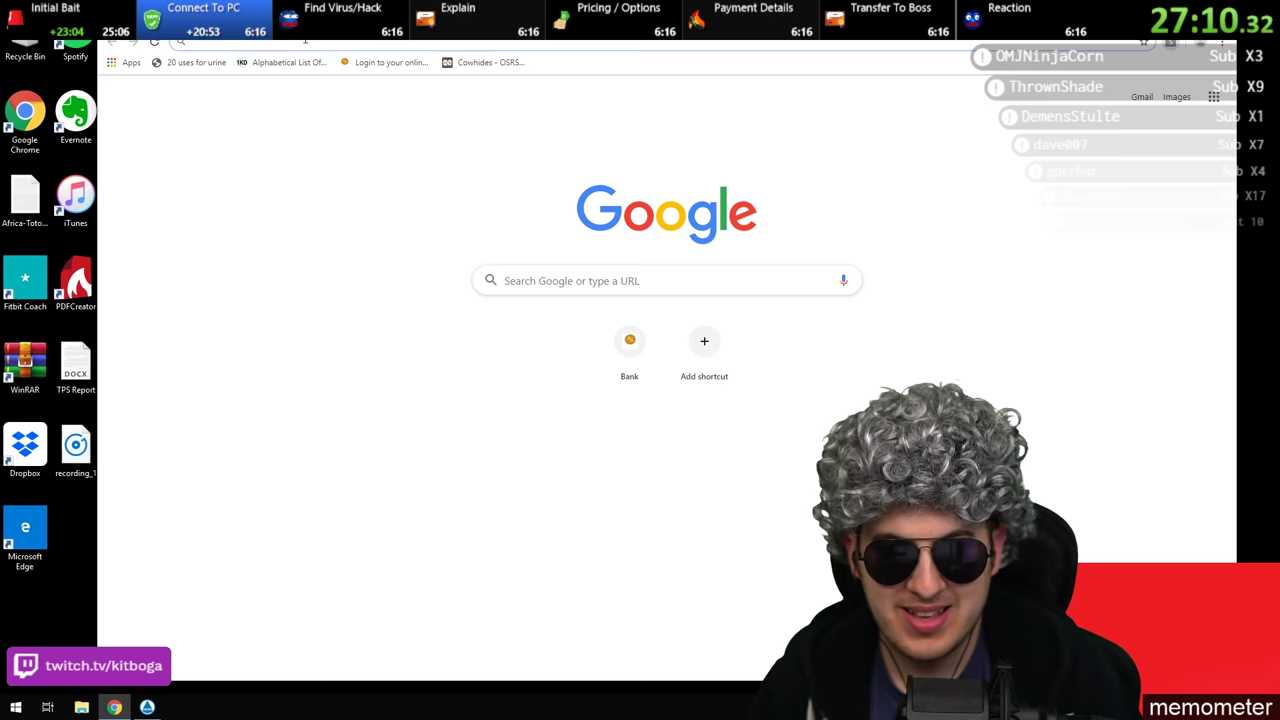 Initial Bait
+23:04 25:06
Connect To PC
+20:53 6:16
Find Virus/Hack
6:16
Explain
6:16
Pricing / Options
6:16
Payment Details
6:16
Transfer To Boss
6:16
Reaction
6:16
27:10.32
Apps
20 uses for urine
1KD Alphabetical List Of...
Login to your onlin...
Cowhides - OSRS...
OMJNinjaCorn Sub X3
ThrownShade Sub X9
DemensStulte Sub X1
dave007 Sub X7
gotchur Sub X4
X17
10
Gmail Images
Recycle Bin
Spotify
Google Chrome
Evernote
Africa-Toto...
iTunes
Fitbit Coach
PDFCreator
WinRAR
DOCX
TPS Report
Dropbox
recording_1
Microsoft Edge
Google
Search Google or type a URL
Bank
Add shortcut
twitch.tv/kitboga
memometer